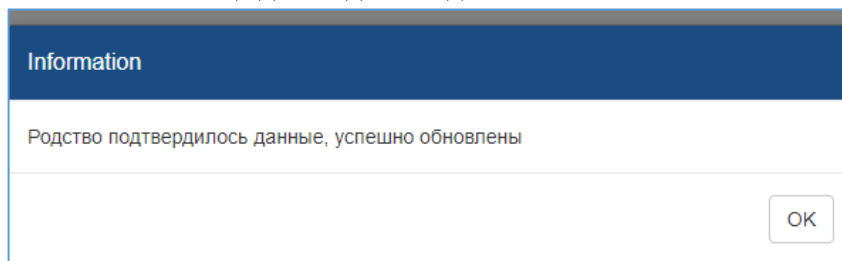 Information
Родство подтвердилось данные, успешно обновлены
OK